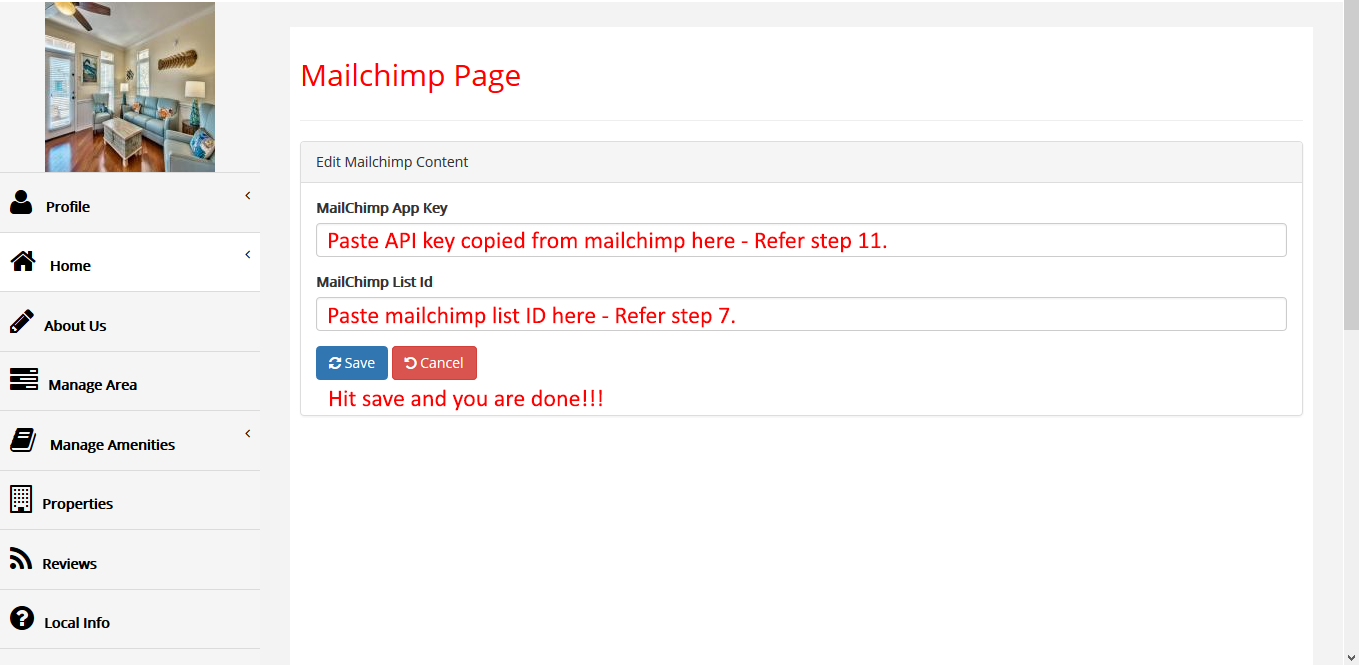 Profile
Home
About Us
Manage Area
Manage Amenities
Properties
Reviews
Local Info
Mailchimp Page
Edit Mailchimp Content
MailChimp App Key
Paste API key copied from mailchimp here - Refer step 11.
MailChimp List Id
Paste mailchimp list ID here - Refer step 7.
Save Cancel
Hit save and you are done!!!